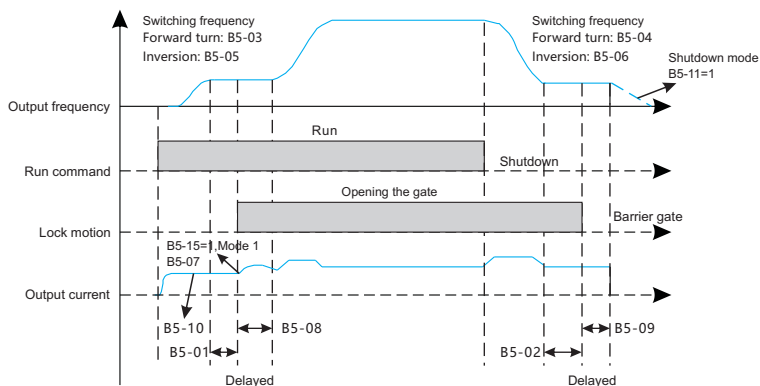 Switching frequency
Forward turn: B5-03
Inversion: B5-05
Switching frequency
Forward turn: B5-04
Inversion: B5-06
Shutdown mode
B5-11=1
Output frequency
Run
Run command
Shutdown
Opening the gate
Lock motion
Barrier gate
B5-15=1,Mode 1
B5-07
Output current
B5-10
B5-08
B5-09
B5-01
B5-02
Delayed
Delayed